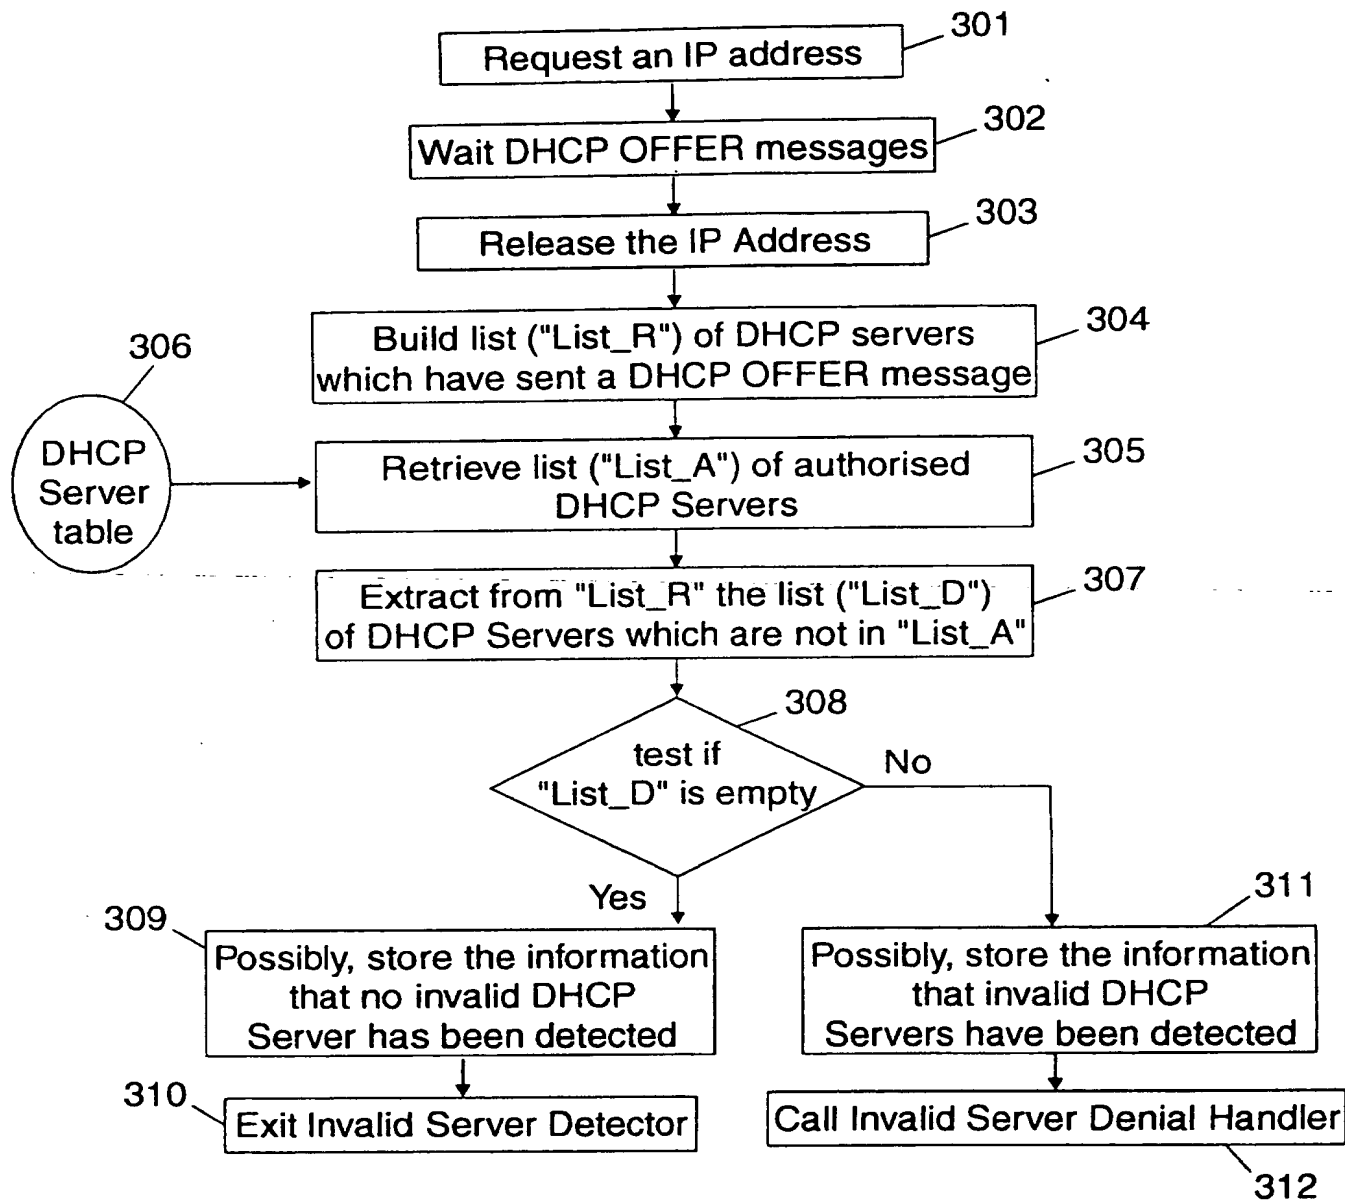 301
Request an IP address
302
Wait DHCP OFFER messages
303
Release the IP Address
304
Build list ("List_R") of DHCP servers
which have sent a DHCP OFFER message
306
DHCP
Server
table
305
Retrieve list ("List_A") of authorised
DHCP Servers
307
Extract from "List_R" the list ("List_D")
of DHCP Servers which are not in "List_A"
308
test if
"List_D" is empty
No
Yes
309
Possibly, store the information
that no invalid DHCP
Server has been detected
311
Possibly, store the information
that invalid DHCP
Servers have been detected
310
Exit Invalid Server Detector
Call Invalid Server Denial Handler
312